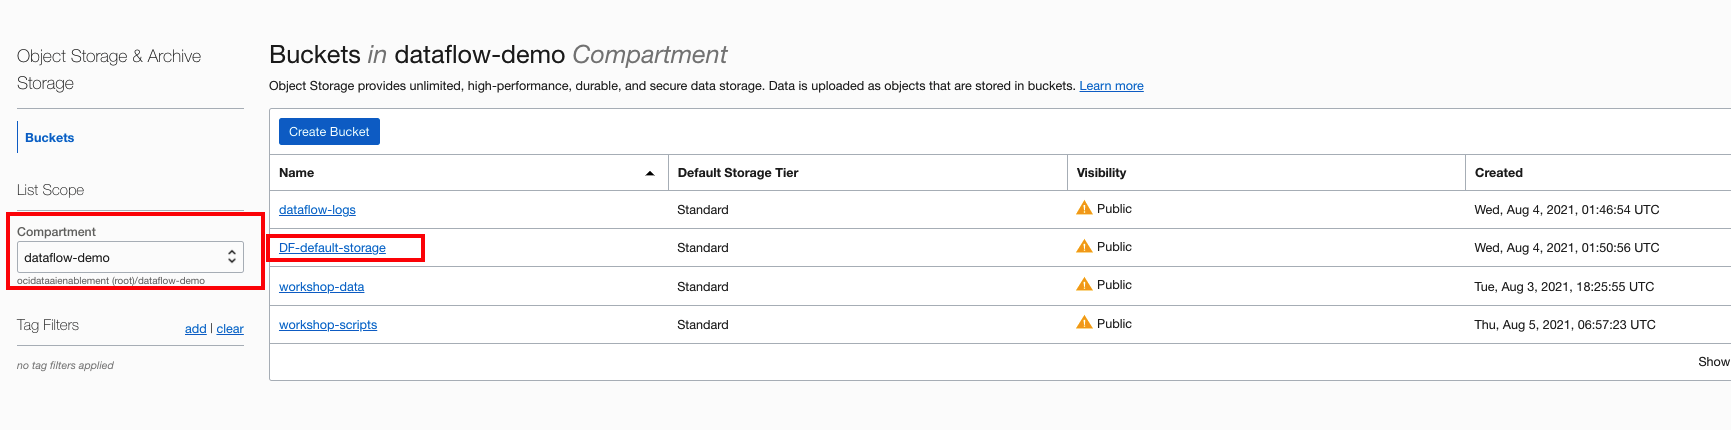 Object Storage & Archive
Storage
Buckets
List Scope
Compartment
dataflow-demo
ocidataaienablement (root)/dataflow-demo
Tag Filters
add | clear
no tag filters applied
Buckets in dataflow-demo Compartment
Object Storage provides unlimited, high-performance, durable, and secure data storage. Data is uploaded as objects that are stored in buckets. Learn more
Create Bucket
Name Default Storage Tier Visibility Created
dataflow-logs Standard Public Wed, Aug 4, 2021, 01:46:54 UTC
DF-default-storage Standard Public Wed, Aug 4, 2021, 01:50:56 UTC
workshop-data Standard Public Tue, Aug 3, 2021, 18:25:55 UTC
workshop-scripts Standard Public Thu, Aug 5, 2021, 06:57:23 UTC
Show